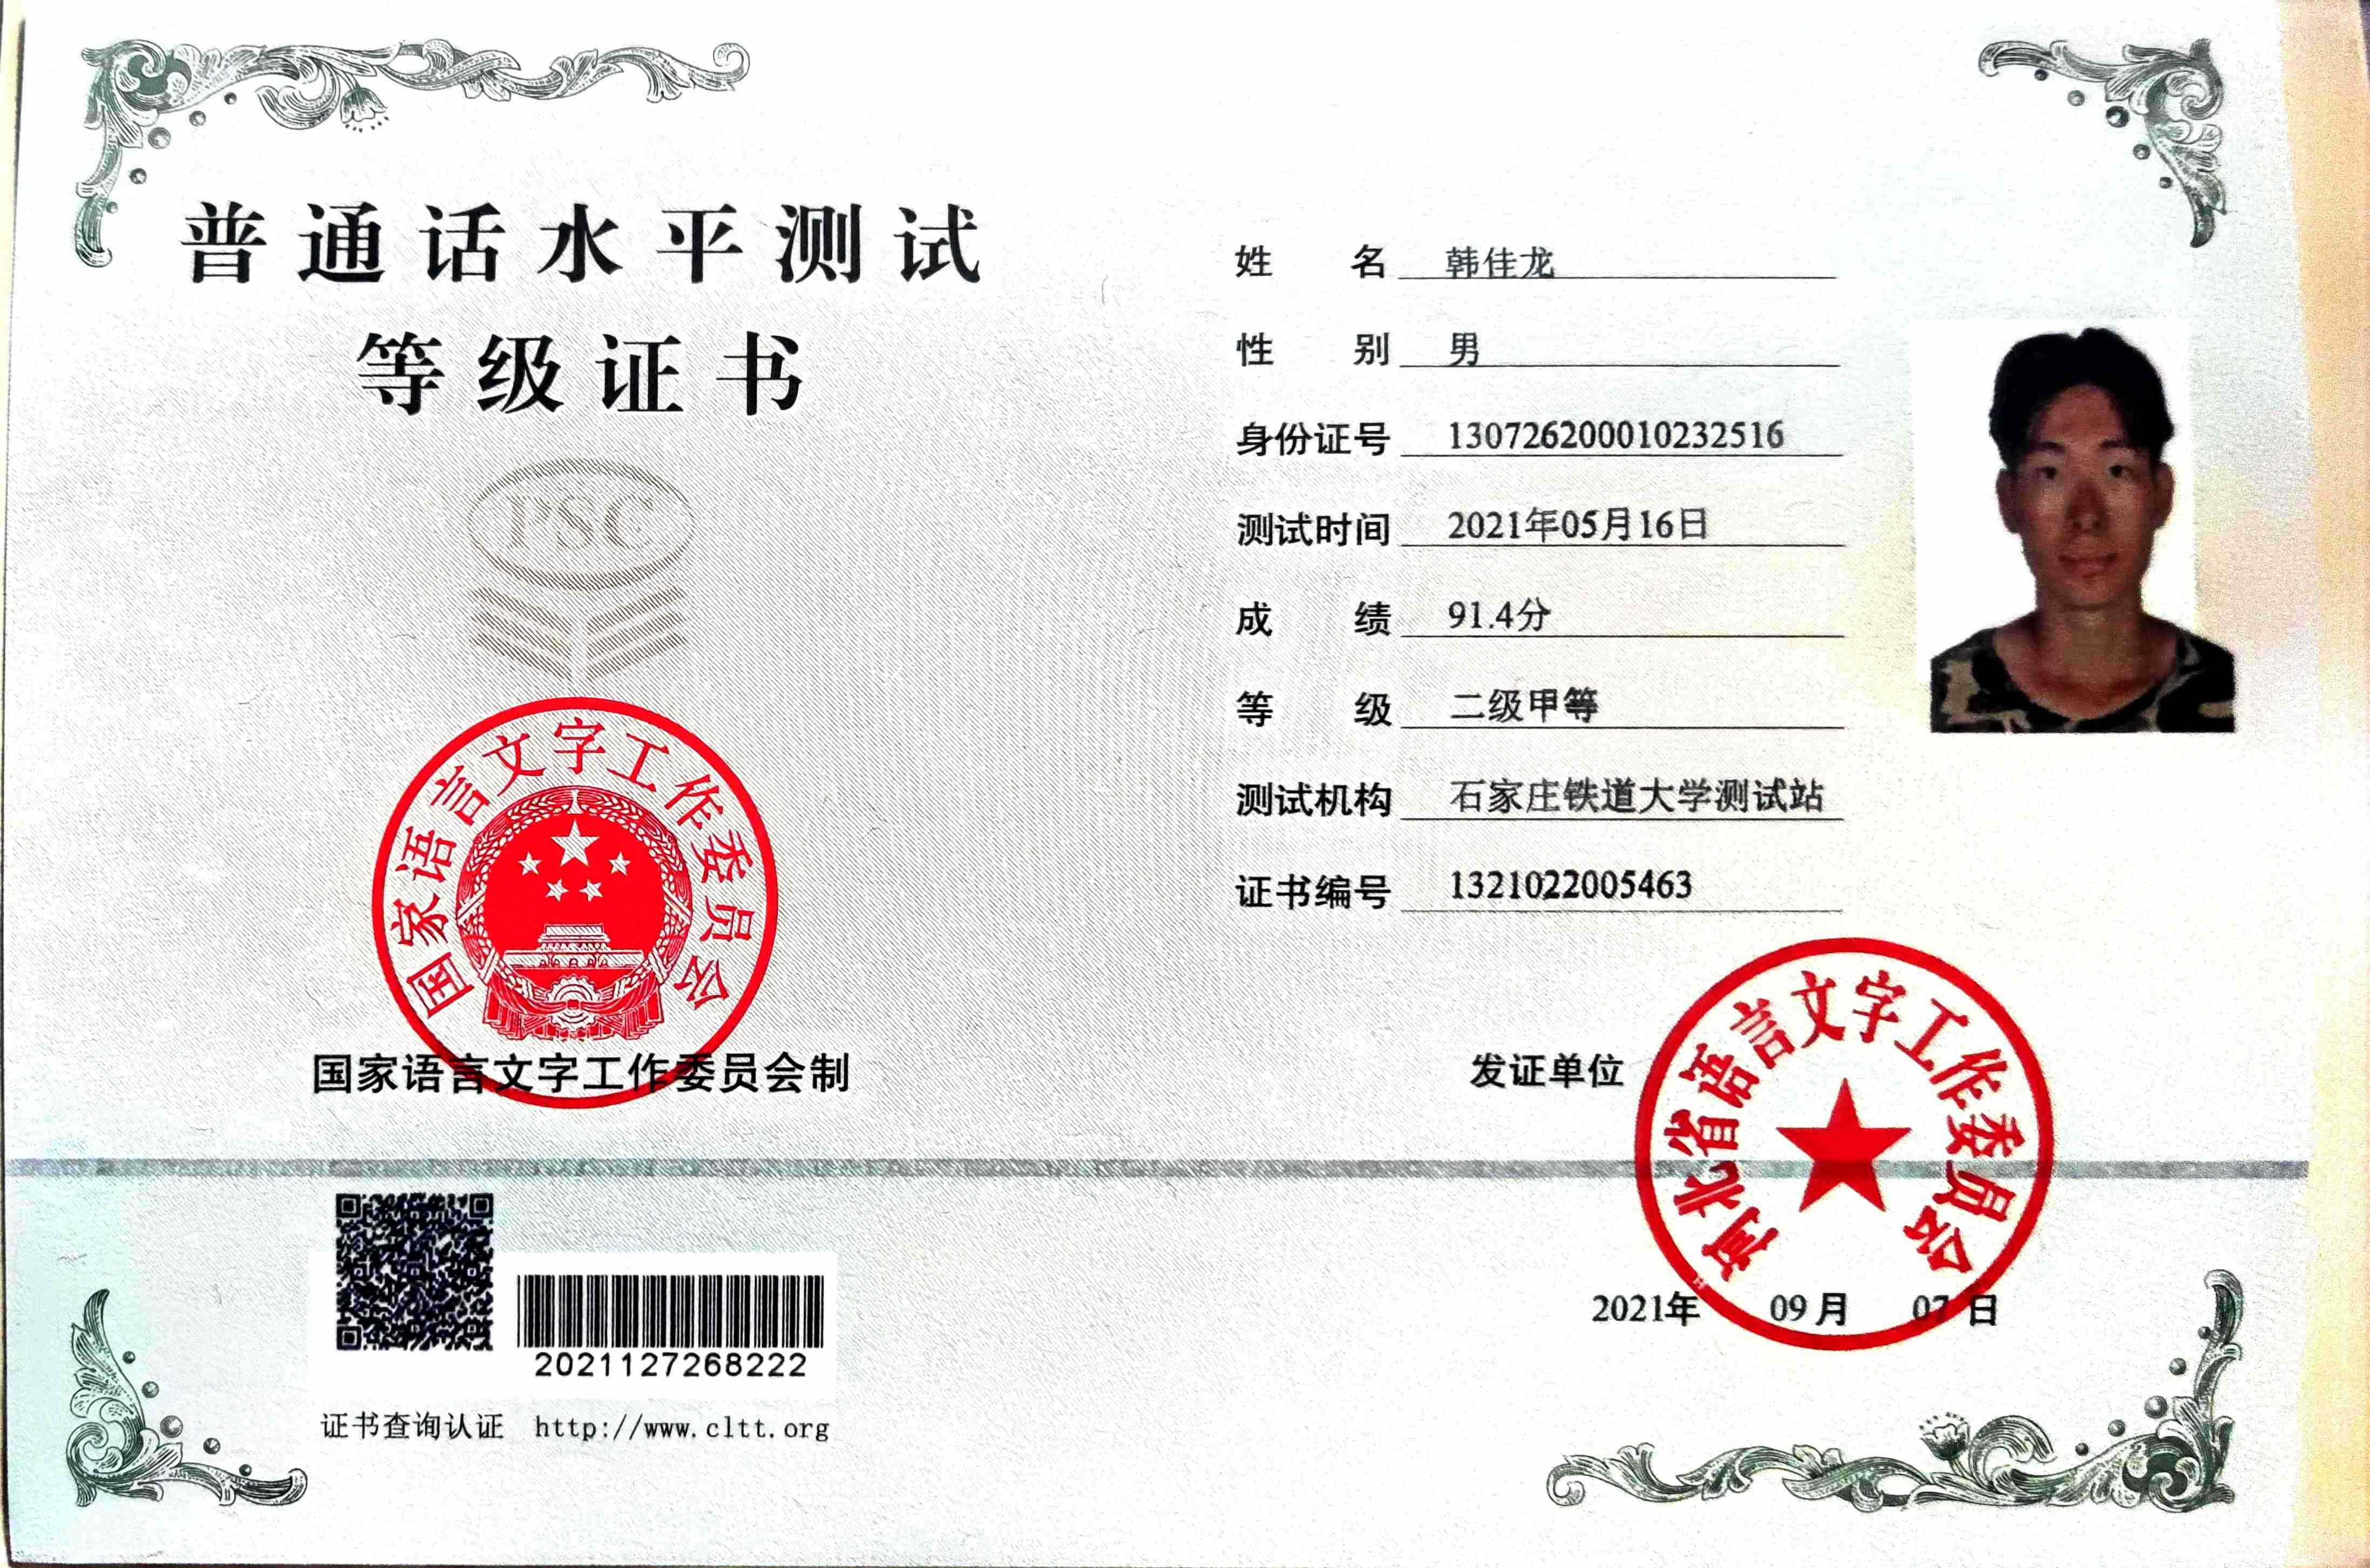 普通话水平测试
等级证书
PSC
国家语言文字工作委员会
国家语言文字工作委员会制
2021127268222
证书查询认证 http://www.cltt.org
姓 名 韩佳龙
性 别 男
身份证号 130726200010232516
测试时间 2021年05月16日
成 绩 91.4分
等 级 二级甲等
测试机构 石家庄铁道大学测试站
证书编号 1321022005463
发证单位
河北省语言文字工作委员会
2021年 09月 07日